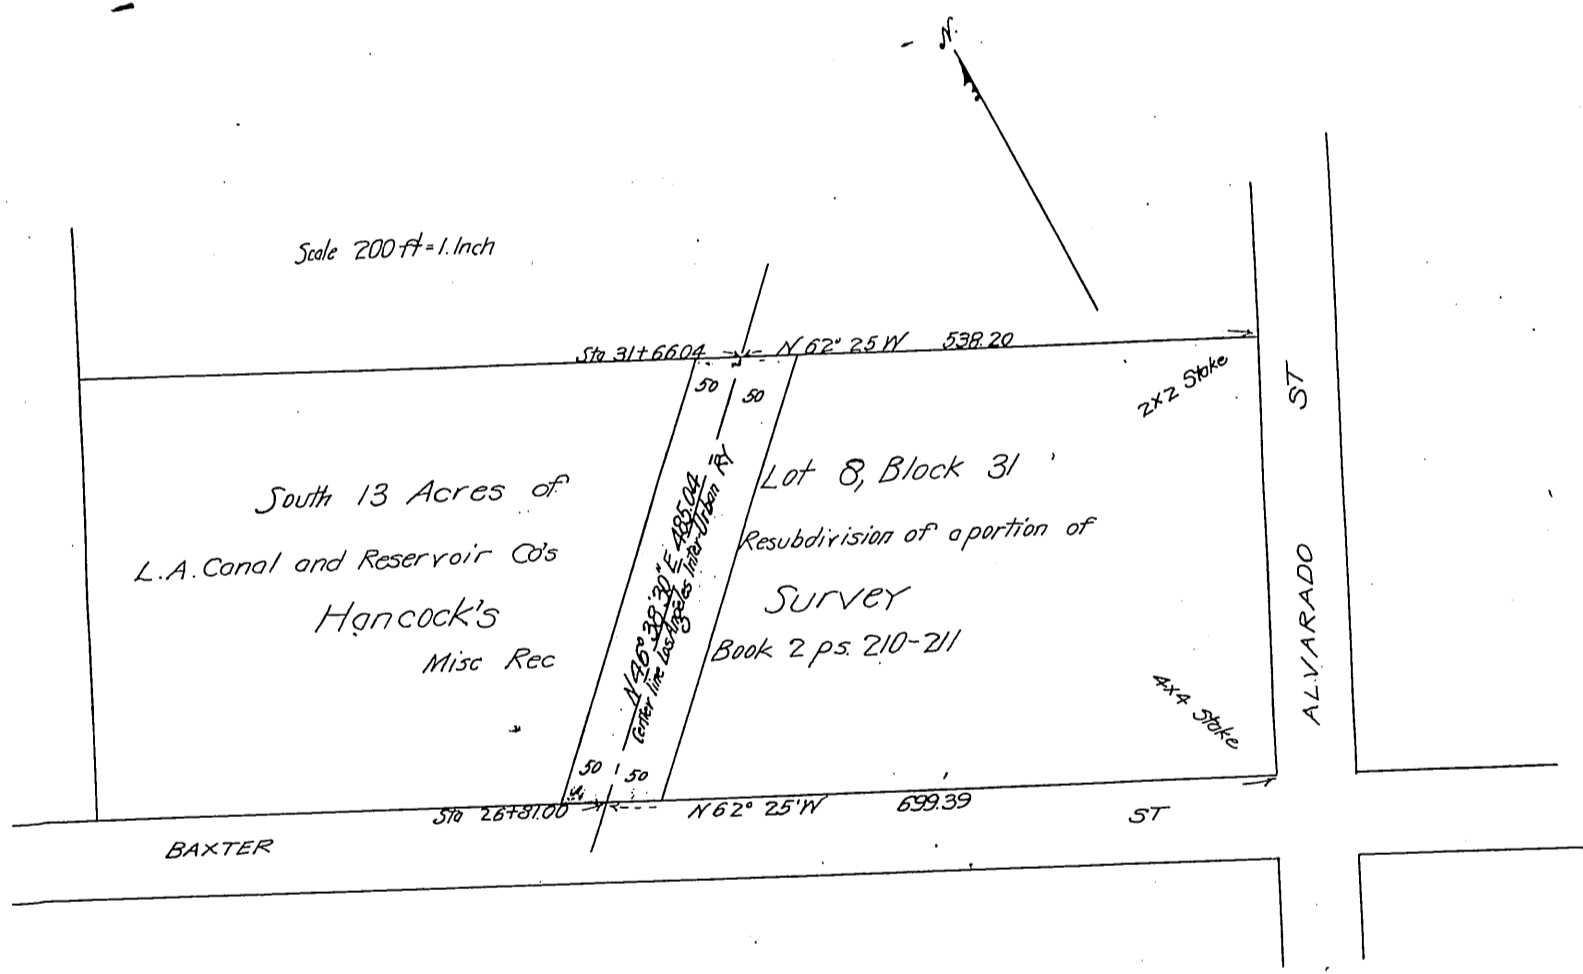 N.
Scale 200 ft = 1. Inch
Sta 31+66.04 N 62° 25 W 538.20
50
50
2x2 Stake
ST
South 13 Acres of
Lot 8, Block 31
L.A. Canal and Reservoir Co's
Resubdivision of a portion of
Hancock's
Survey
Misc Rec
Book 2 ps. 210-211
N 46° 38' 30" E 485.04
Center line Los Angeles Inter-Urban Ry
4x4 Stake
ALVARADO
50
50
Sta 26+81.00 N 62° 25' W 699.39
BAXTER
ST